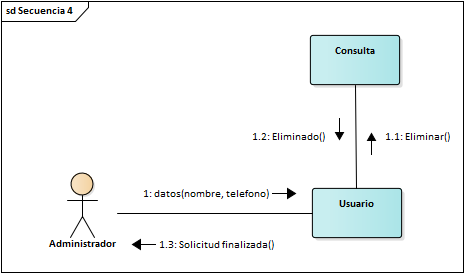 sd Secuencia 4
Consulta
1.2: Eliminado()
1.1: Eliminar()
1: datos(nombre, telefono)
Usuario
Administrador
1.3: Solicitud finalizada()